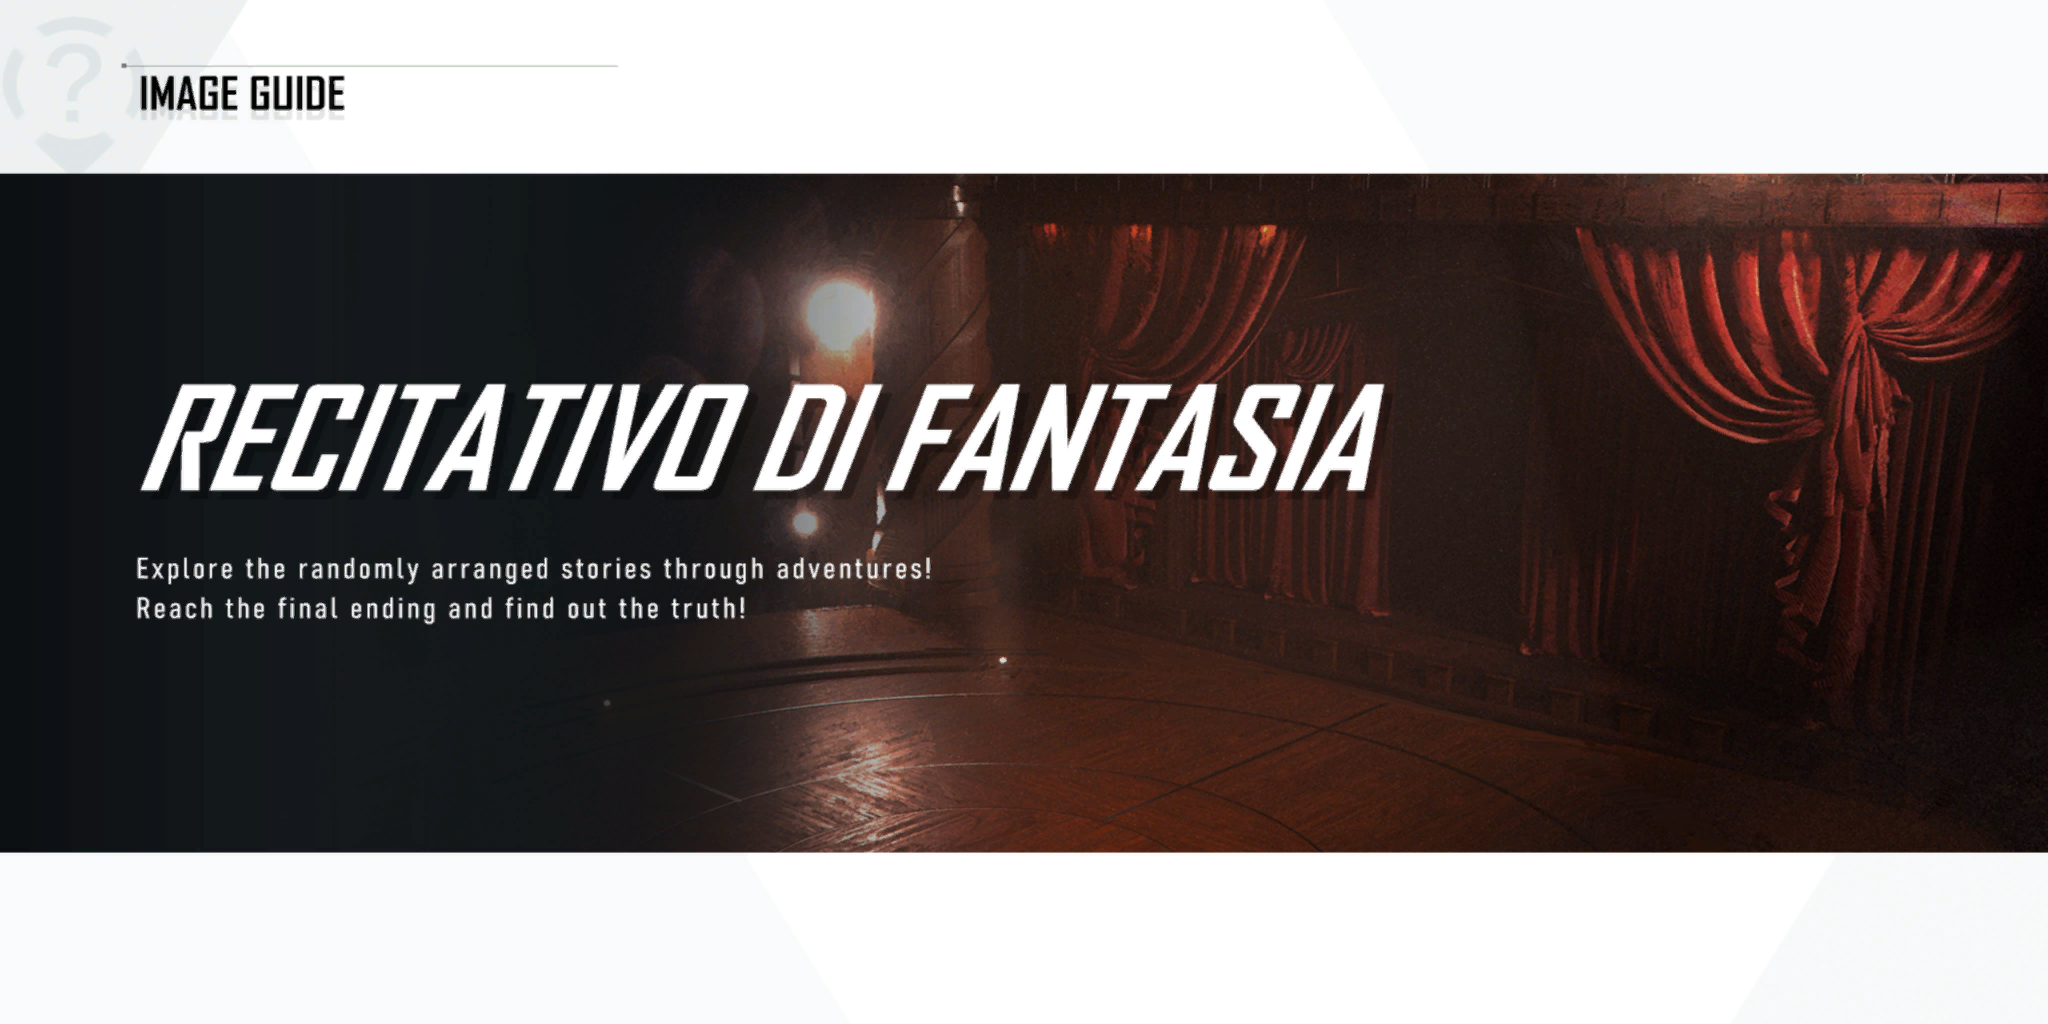 IMAGE GUIDE
RECITATIVO DI FANTASIA
Explore the randomly arranged stories through adventures!
Reach the final ending and find out the truth!